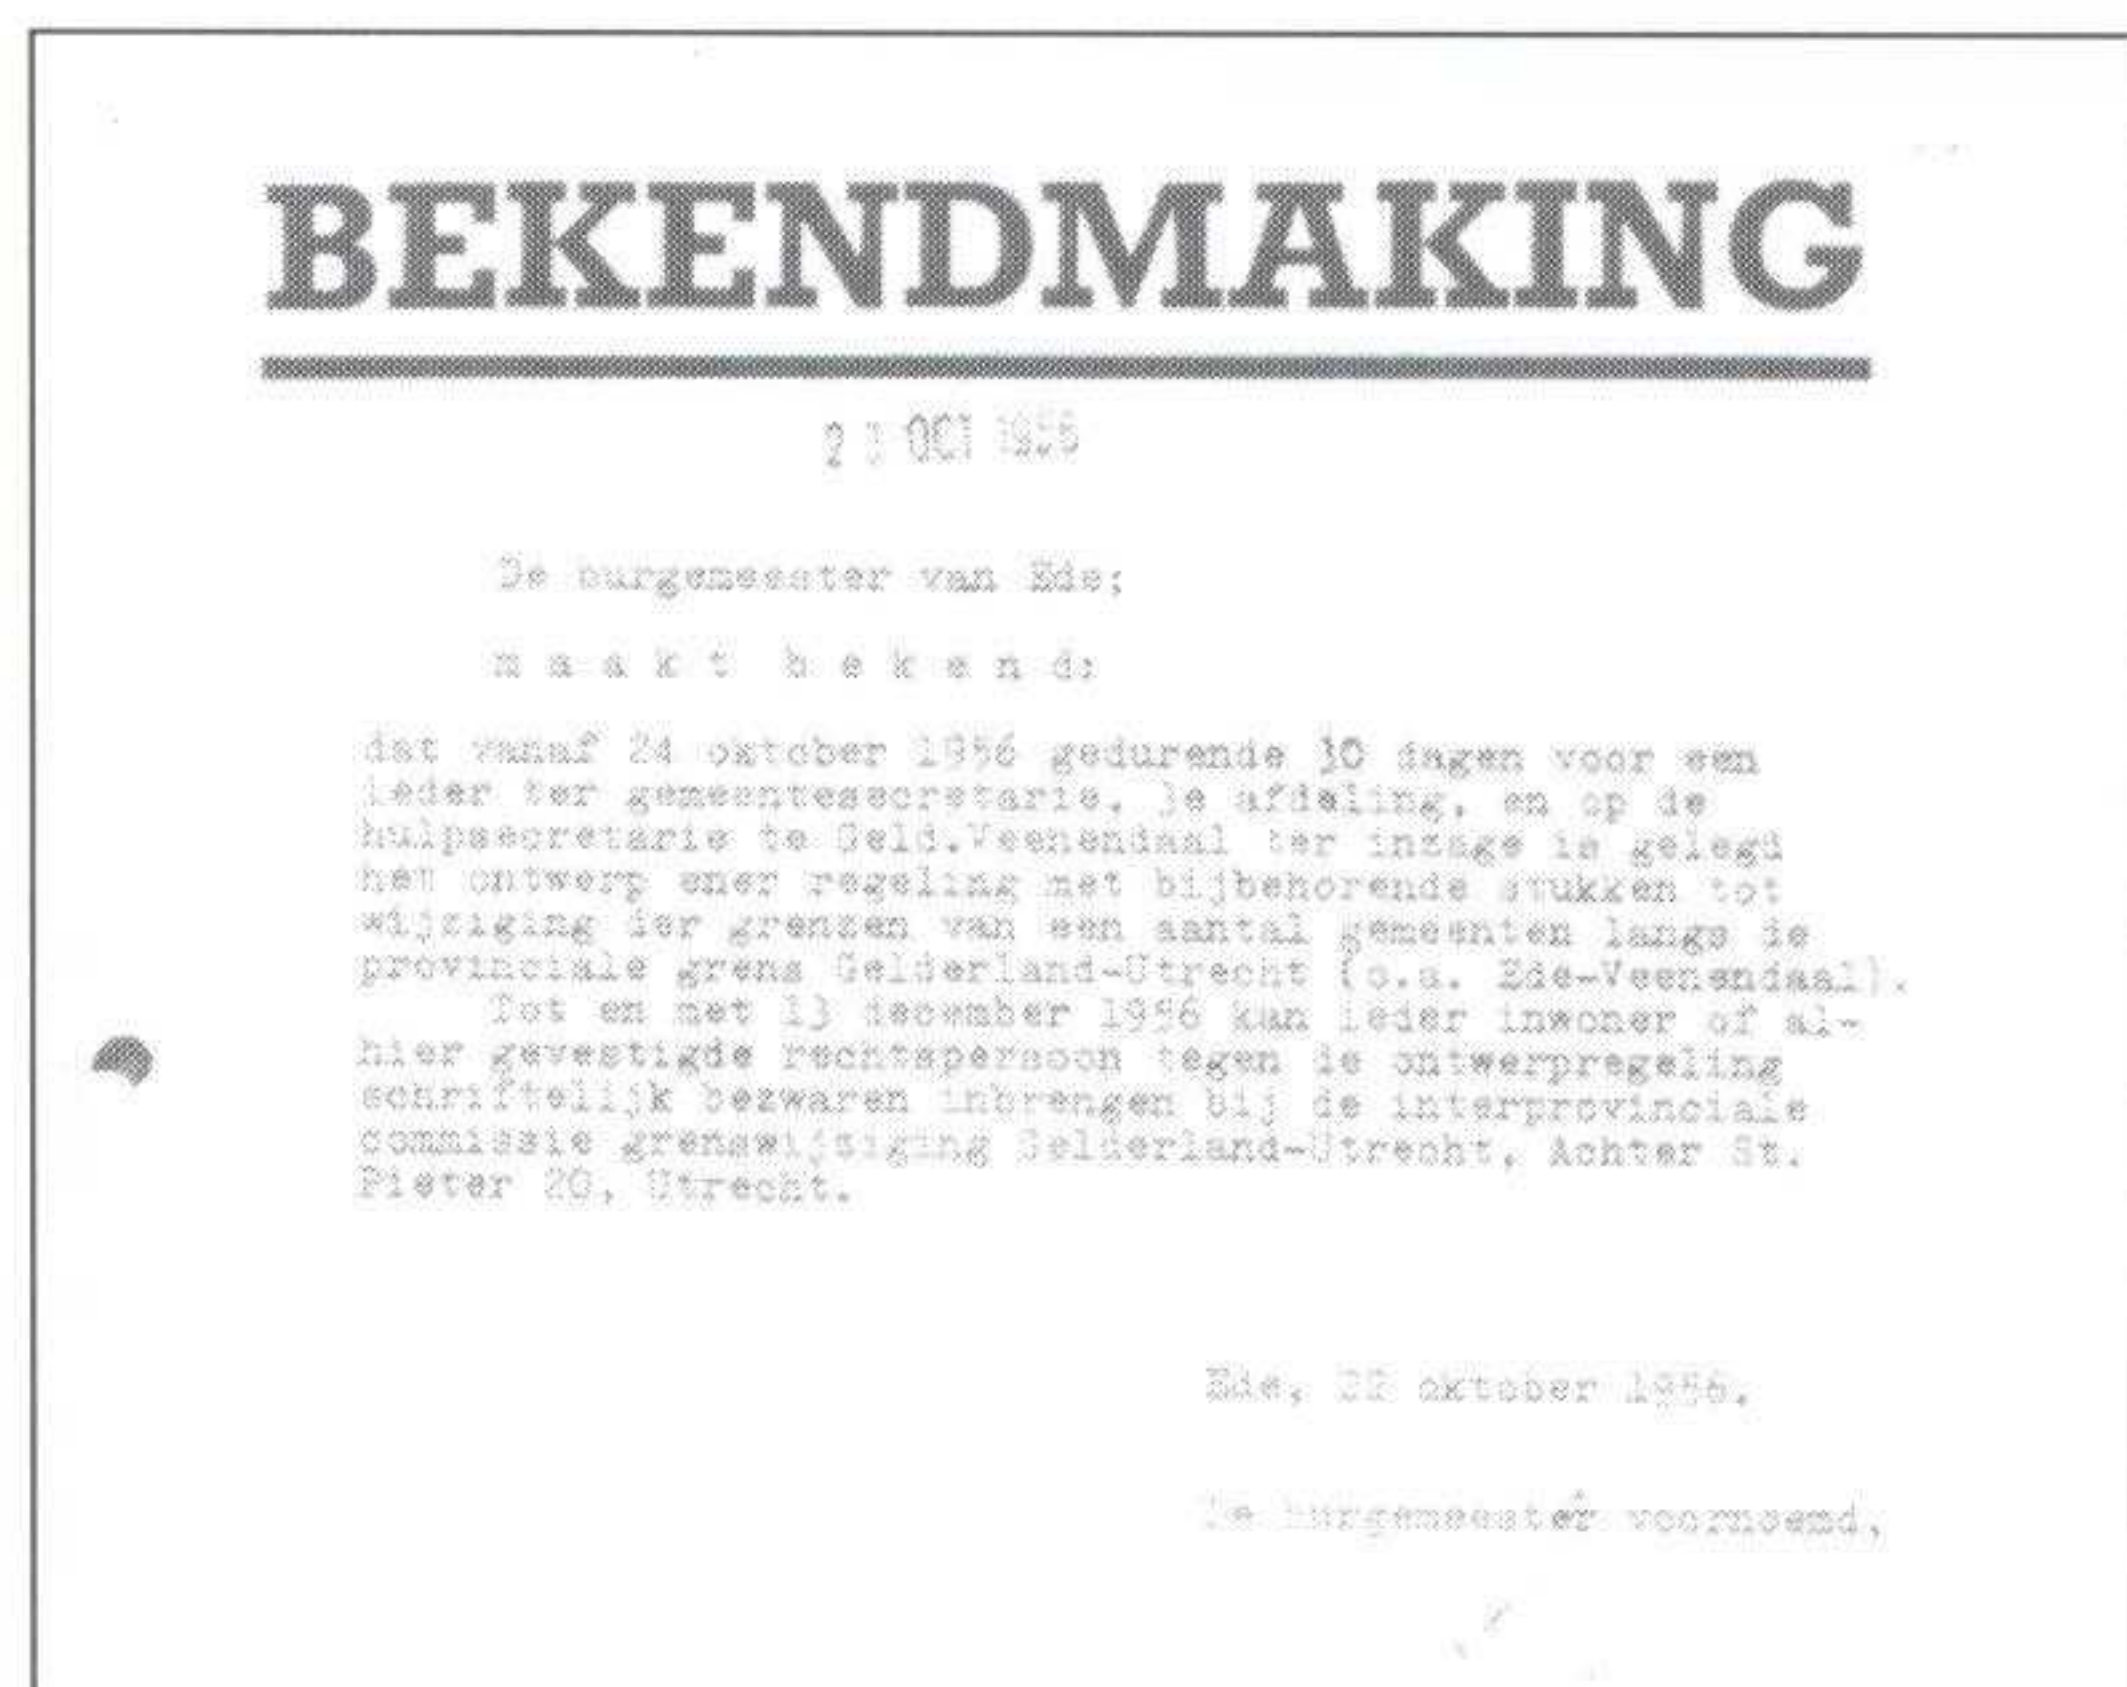 BEKENDMAKING
2 OCT 1956
De burgemeester van Ede;
m a a k t b e k e n d:
dat vanaf 24 oktober 1956 gedurende 30 dagen voor een
ieder ter gemeentesecretarie, 3e afdeling, en op de
hulpsecretarie te Geld.Veenendaal ter inzage is gelegd
het ontwerp ener regeling met bijbehorende stukken tot
wijziging der grenzen van een aantal gemeenten langs de
provinciale grens Gelderland-Utrecht (o.a. Ede-Veenendaal).
Tot en met 13 december 1956 kan ieder inwoner of al-
hier gevestigde rechtspersoon tegen de ontwerpregeling
schriftelijk bezwaren inbrengen bij de interprovinciale
commissie grenswijziging Gelderland-Utrecht, Achter St.
Pieter 20, Utrecht.
Ede, 22 oktober 1956.
De burgemeester voornoemd,